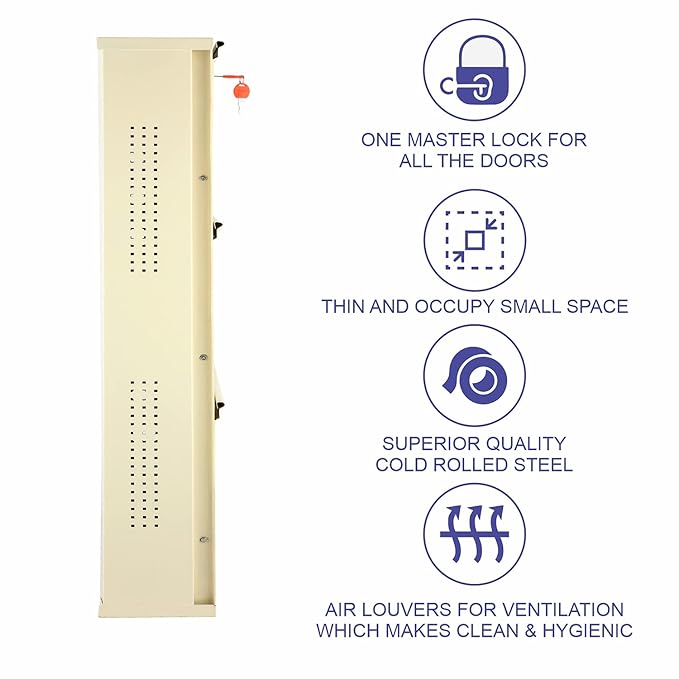 ONE MASTER LOCK FOR
ALL THE DOORS
THIN AND OCCUPY SMALL SPACE
SUPERIOR QUALITY
COLD ROLLED STEEL
AIR LOUVERS FOR VENTILATION
WHICH MAKES CLEAN & HYGIENIC